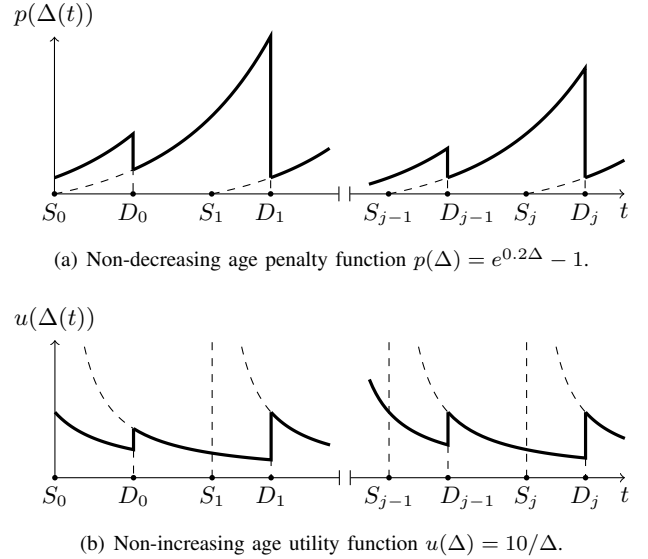 p(Δ(t))
S₀ D₀ S₁ D₁ Sⱼ₋₁ Dⱼ₋₁ Sⱼ Dⱼ t
(a) Non-decreasing age penalty function p(Δ) = e^{0.2Δ} − 1.
u(Δ(t))
S₀ D₀ S₁ D₁ Sⱼ₋₁ Dⱼ₋₁ Sⱼ Dⱼ t
(b) Non-increasing age utility function u(Δ) = 10/Δ.